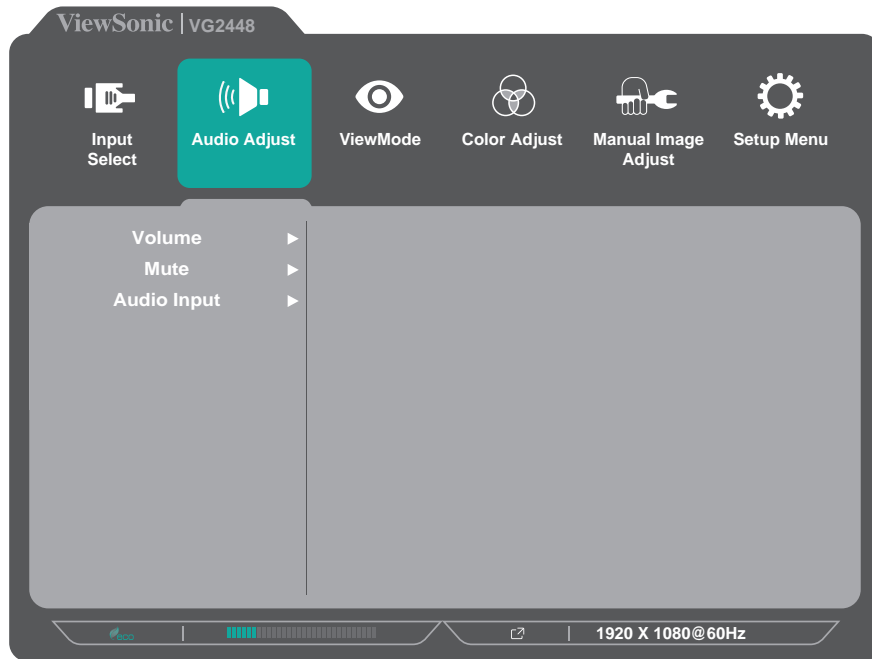 ViewSonic | VG2448
Input
Select
Audio Adjust
ViewMode
Color Adjust
Manual Image
Adjust
Setup Menu
Volume
Mute
Audio Input
eco
1920 X 1080@60Hz